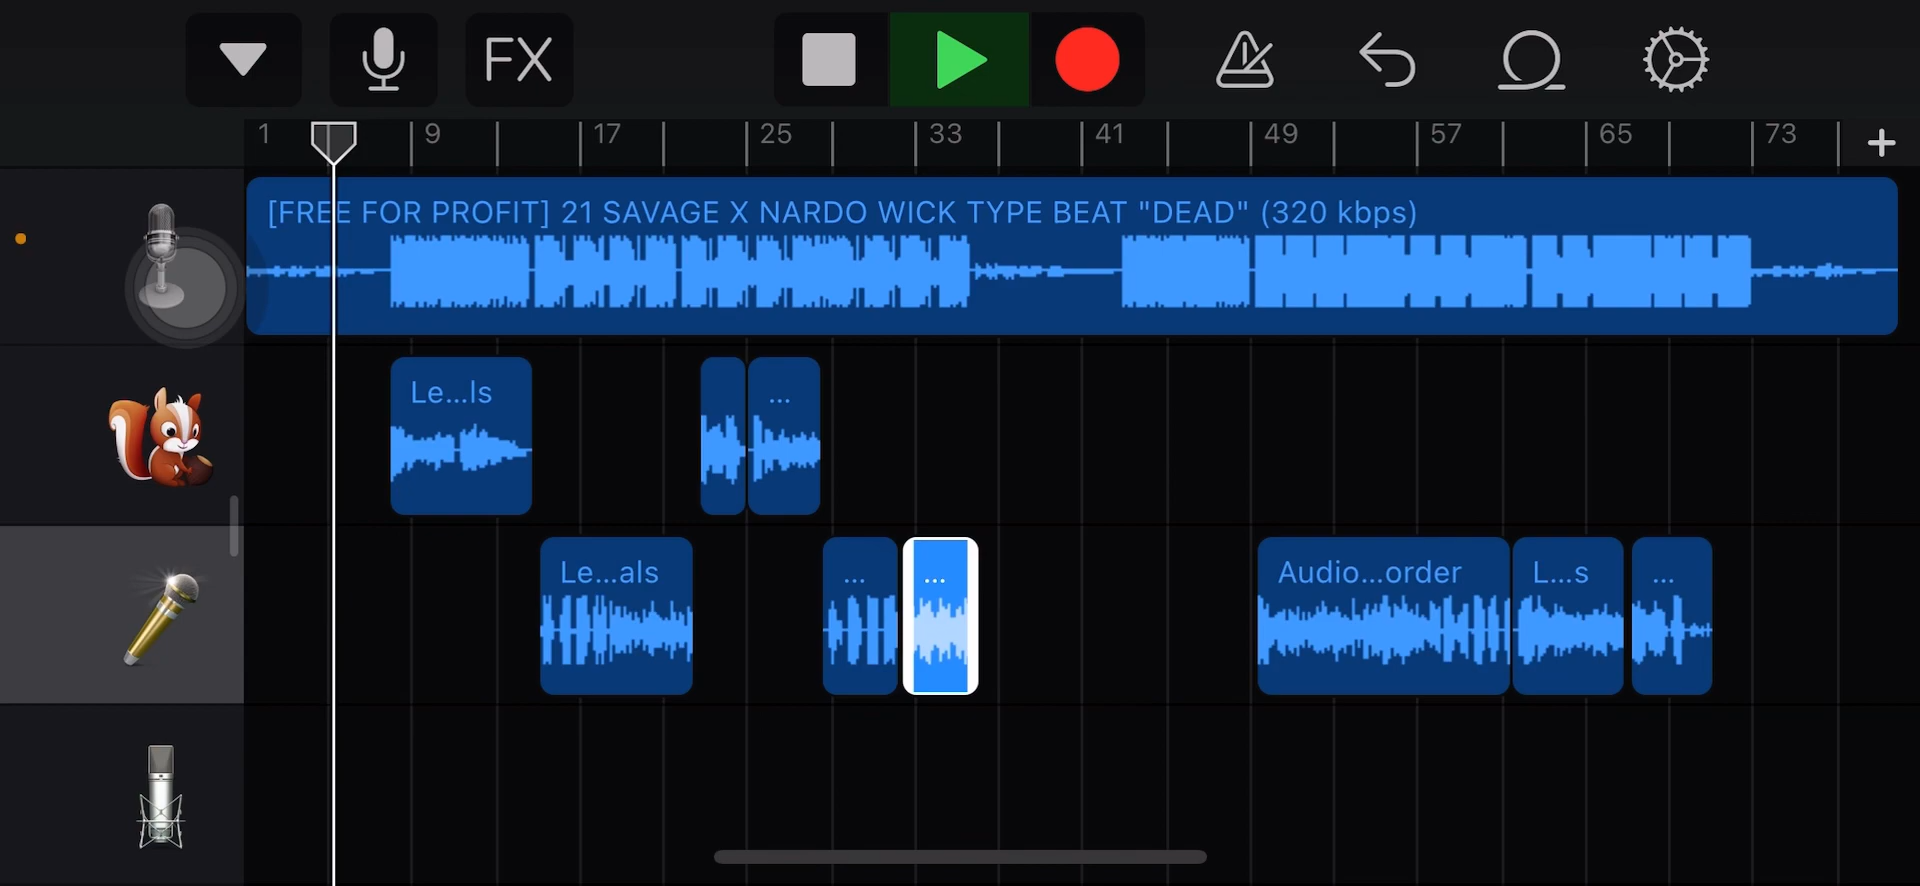 FX
1 9 17 25 33 41 49 57 65 73 +
[FREE FOR PROFIT] 21 SAVAGE X NARDO WICK TYPE BEAT "DEAD" (320 kbps)
Le...ls ...
Le...als ... ... Audio...order L...s ...